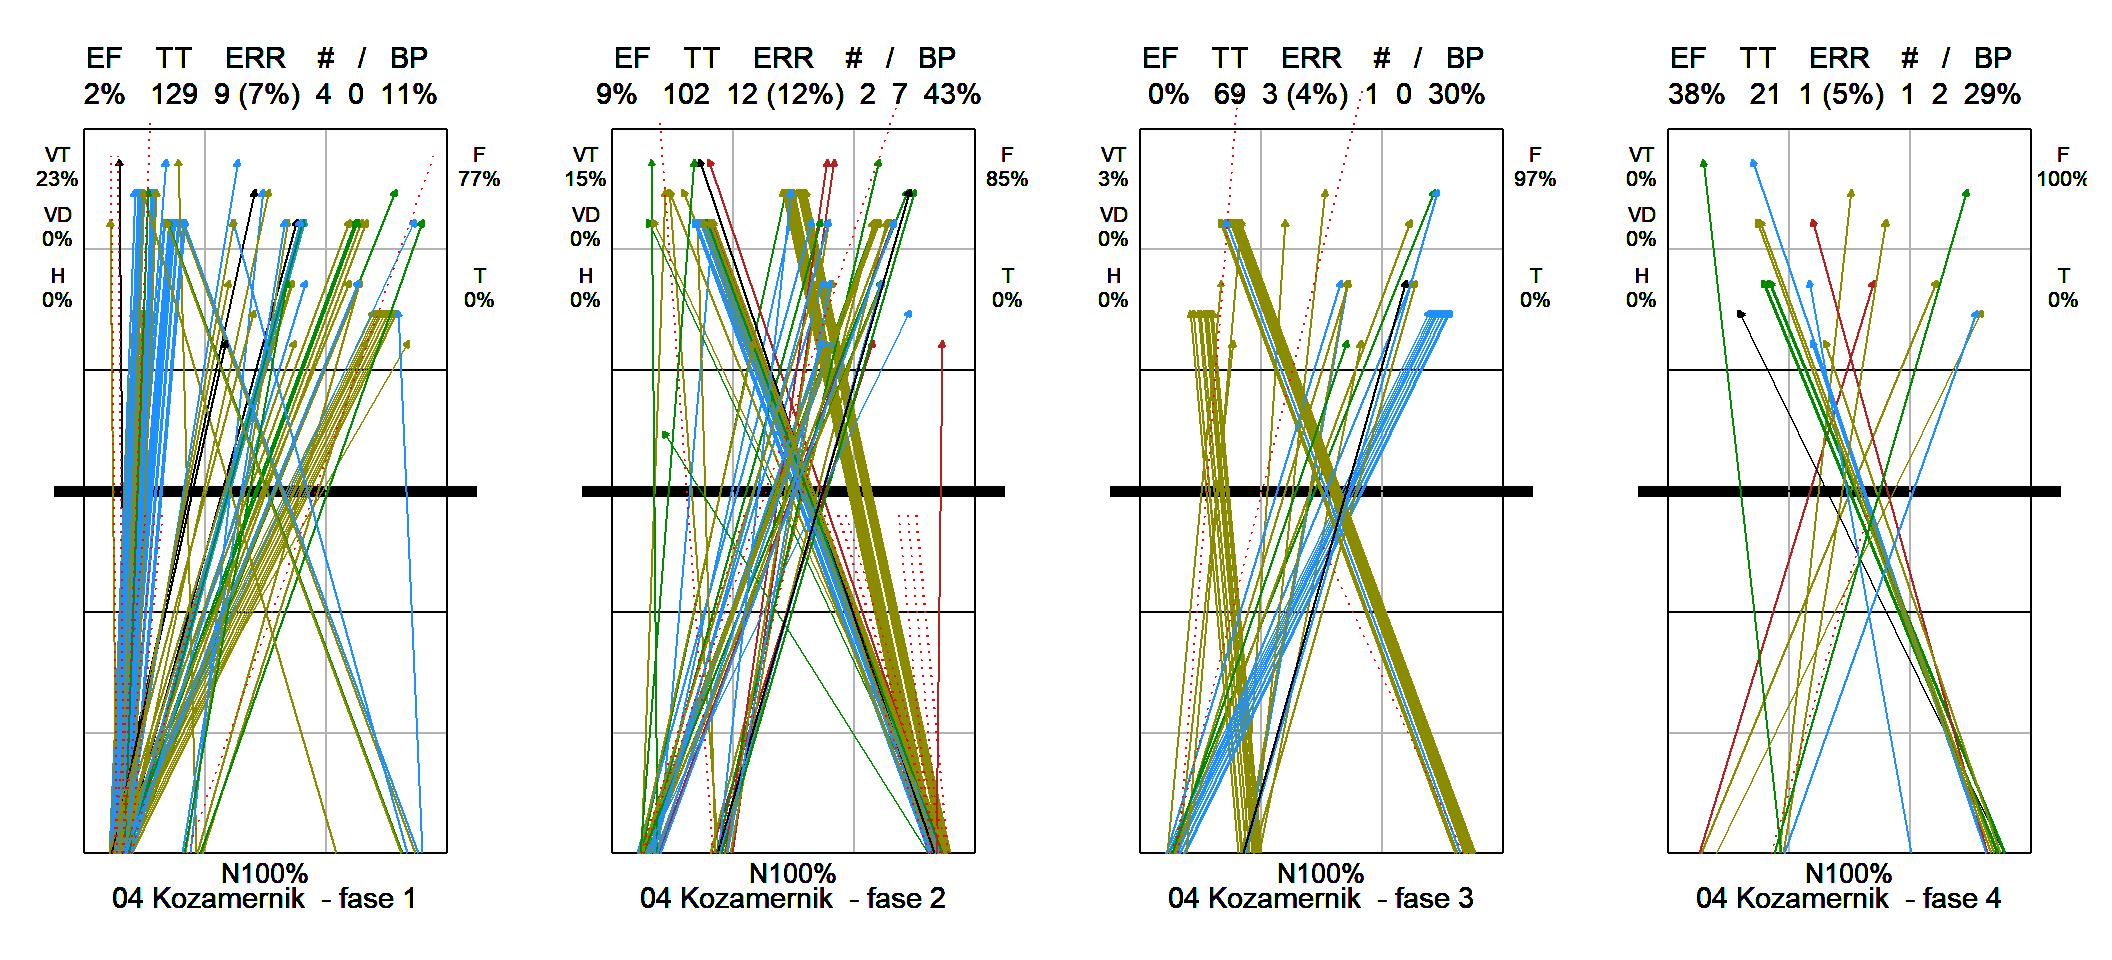 EF TT ERR # / BP
2% 129 9 (7%) 4 0 11%
VT
23%
VD
0%
H
0%
F
77%
T
0%
N100%
04 Kozamernik - fase 1
EF TT ERR # / BP
9% 102 12 (12%) 2 7 43%
VT
15%
VD
0%
H
0%
F
85%
T
0%
N100%
04 Kozamernik - fase 2
EF TT ERR # / BP
0% 69 3 (4%) 1 0 30%
VT
3%
VD
0%
H
0%
F
97%
T
0%
N100%
04 Kozamernik - fase 3
EF TT ERR # / BP
38% 21 1 (5%) 1 2 29%
VT
0%
VD
0%
H
0%
F
100%
T
0%
N100%
04 Kozamernik - fase 4